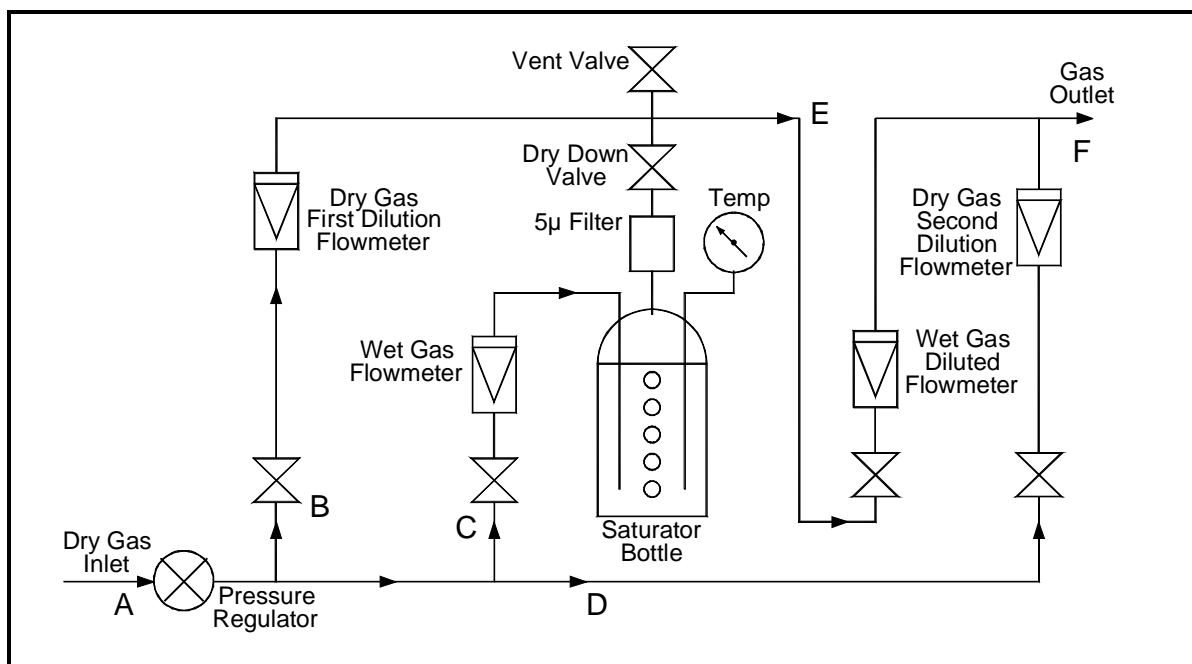 Vent Valve
Gas
Outlet
E
F
Dry Down
Valve
Dry Gas
First Dilution
Flowmeter
5µ Filter
Temp
Dry Gas
Second
Dilution
Flowmeter
Wet Gas
Flowmeter
Wet Gas
Diluted
Flowmeter
B
C
Saturator
Bottle
Dry Gas
Inlet
A
Pressure
Regulator
D